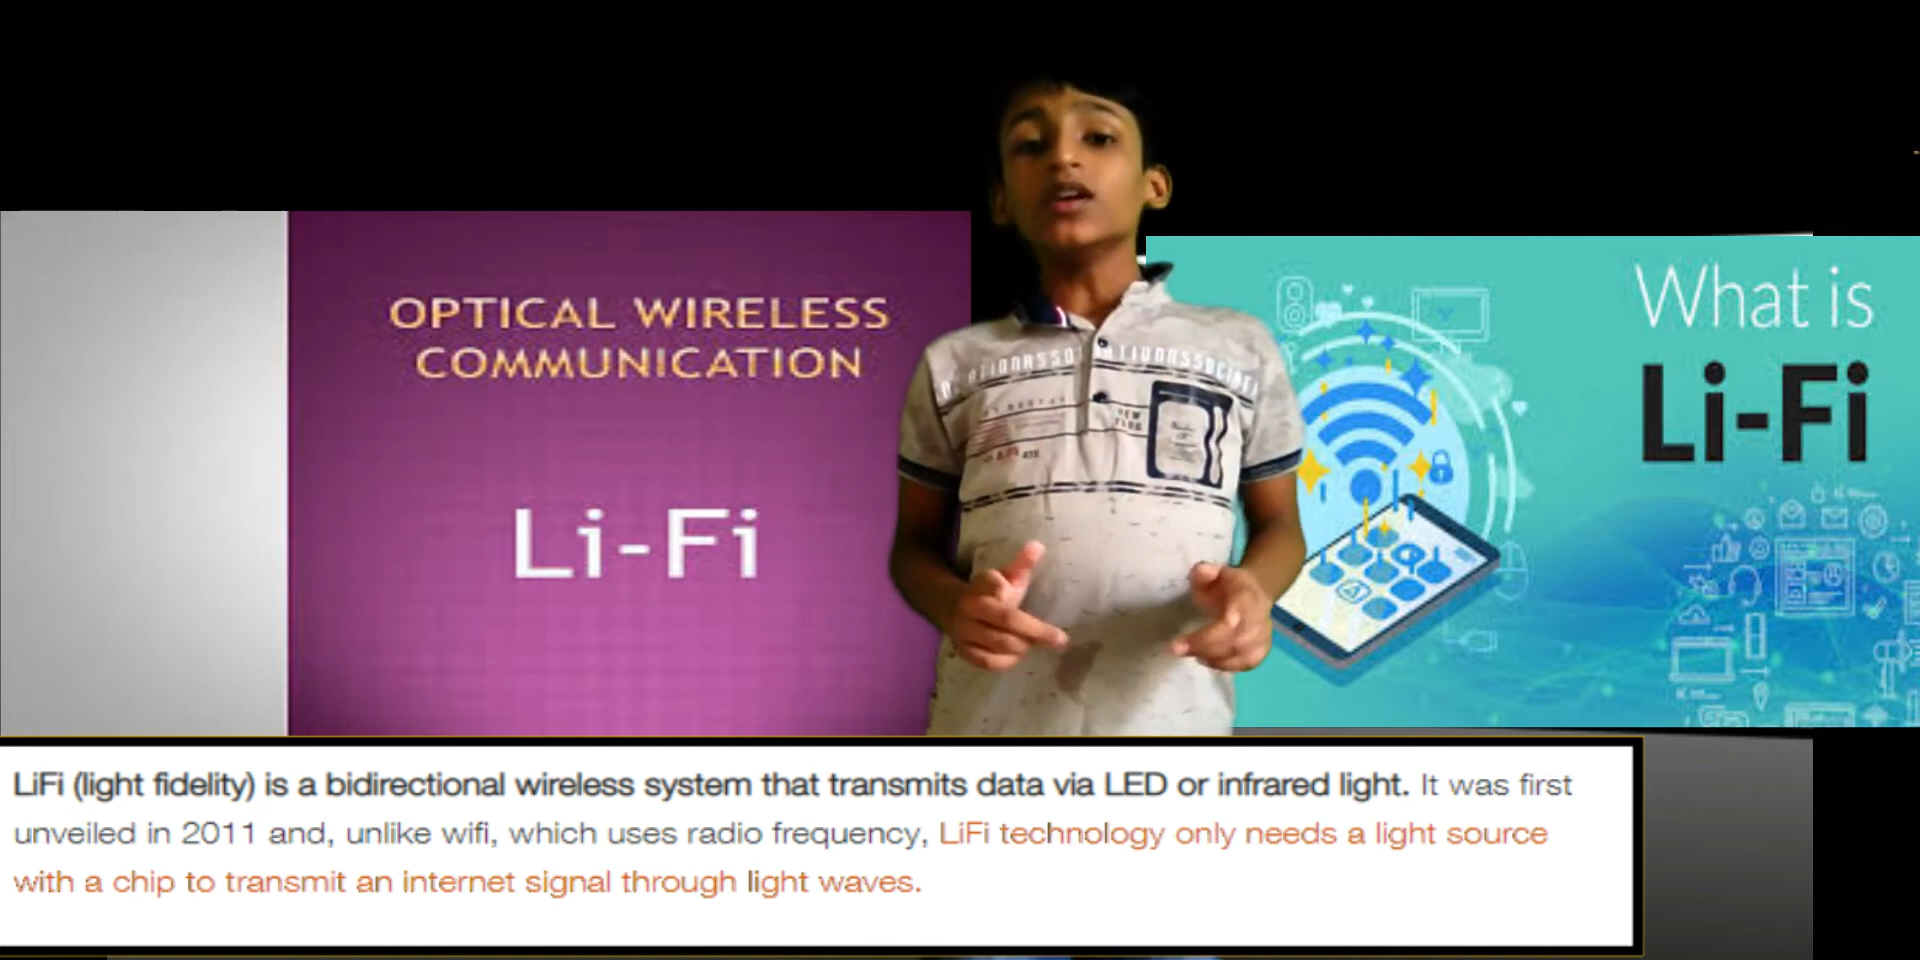 OPTICAL WIRELESS
COMMUNICATION
Li-Fi
What is
Li-Fi
LiFi (light fidelity) is a bidirectional wireless system that transmits data via LED or infrared light. It was first
unveiled in 2011 and, unlike wifi, which uses radio frequency, LiFi technology only needs a light source
with a chip to transmit an internet signal through light waves.